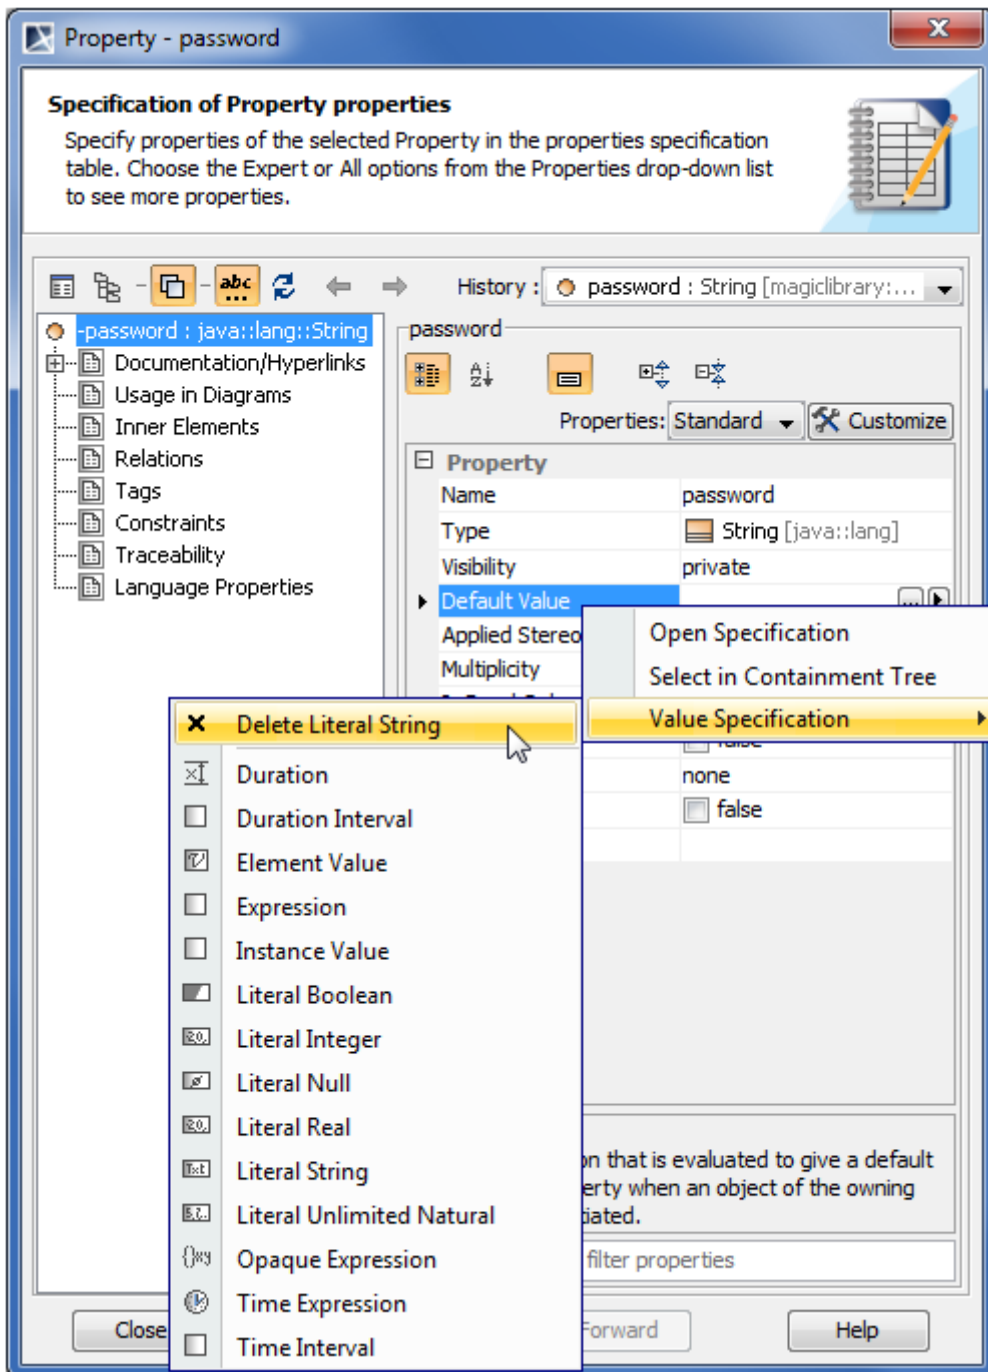 Property - password
Specification of Property properties
Specify properties of the selected Property in the properties specification
table. Choose the Expert or All options from the Properties drop-down list
to see more properties.
abc
History : password : String [magiclibrary:...
-password : java::lang::String
Documentation/Hyperlinks
Usage in Diagrams
Inner Elements
Relations
Tags
Constraints
Traceability
Language Properties
password
Properties: Standard Customize
Property
Name password
Type String [java::lang]
Visibility private
Default Value ...
Applied Stereo
Multiplicity
false
none
false
Open Specification
Select in Containment Tree
Value Specification
Delete Literal String
Duration
Duration Interval
Element Value
Expression
Instance Value
Literal Boolean
Literal Integer
Literal Null
Literal Real
Literal String
Literal Unlimited Natural
Opaque Expression
Time Expression
Time Interval
on that is evaluated to give a default
erty when an object of the owning
iated.
filter properties
Close
Forward
Help